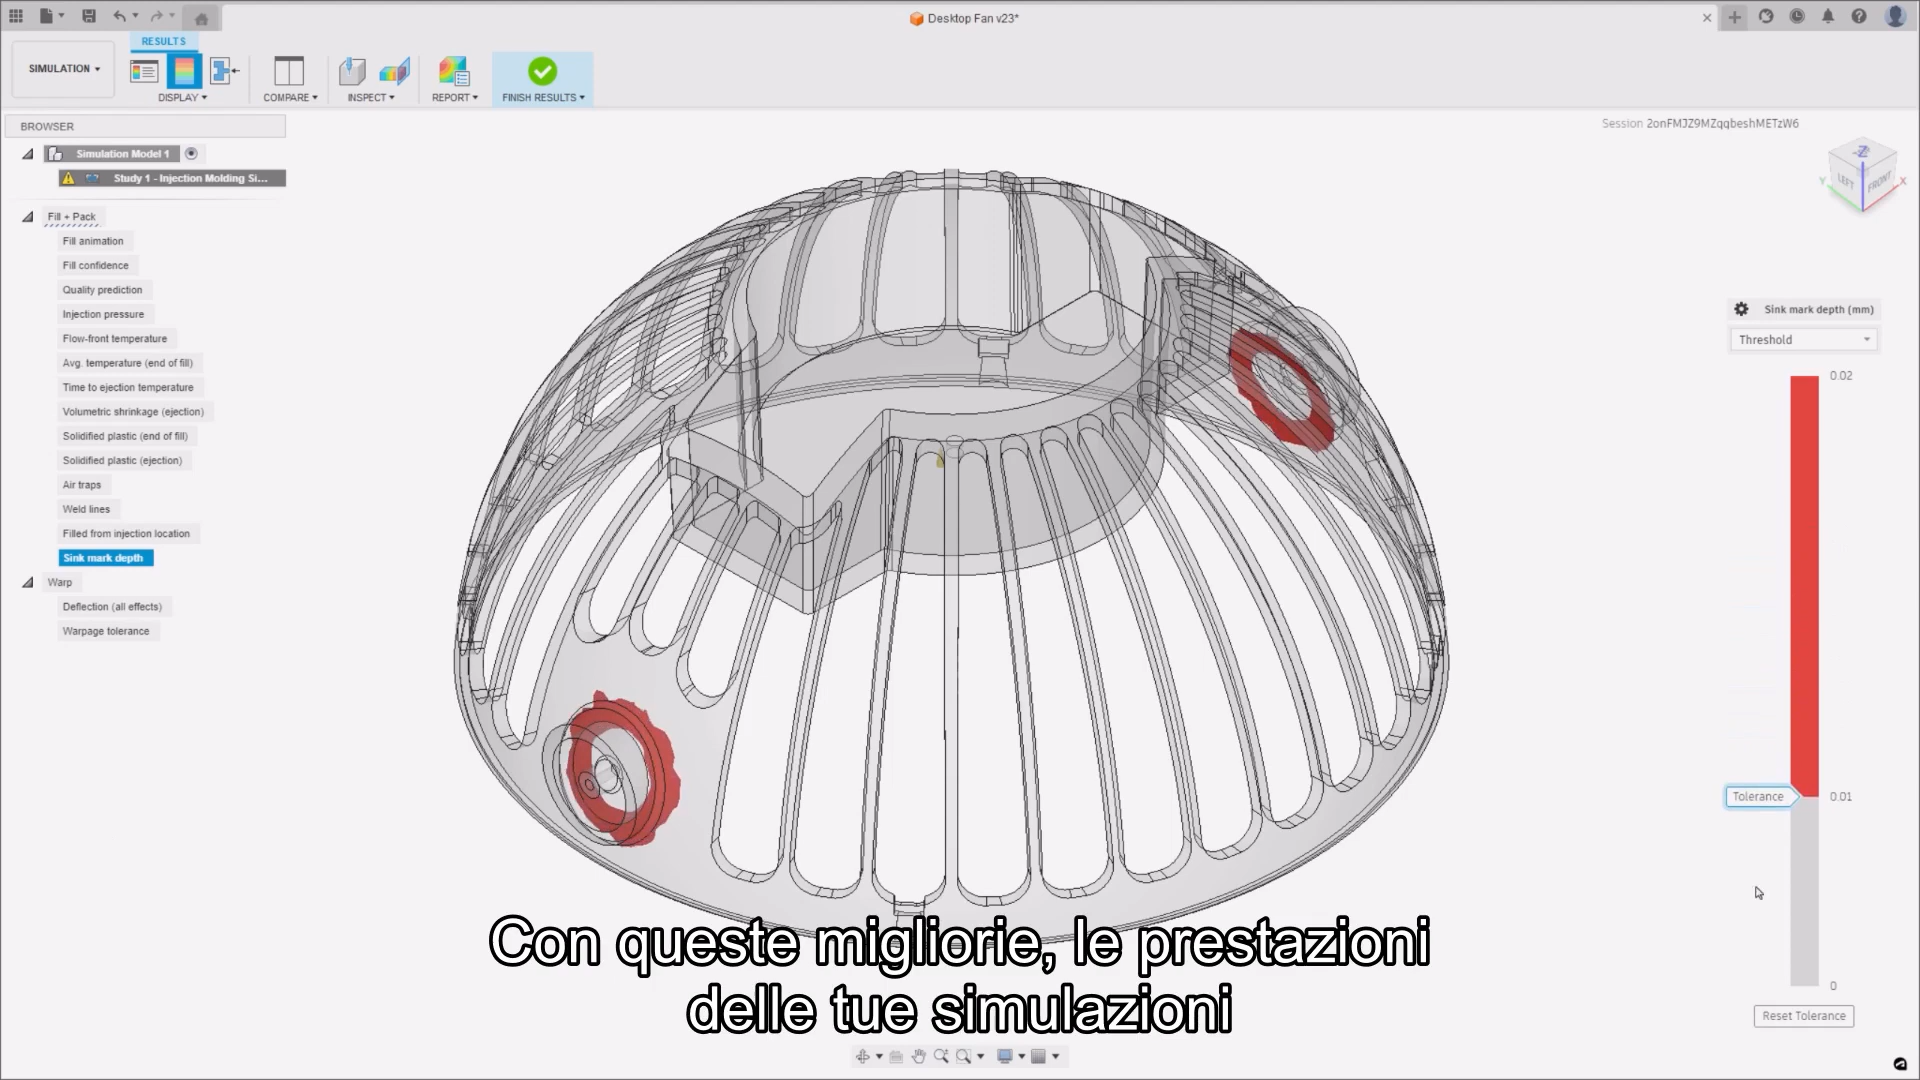 Desktop Fan v23*
RESULTS
SIMULATION
DISPLAY
COMPARE
INSPECT
REPORT
FINISH RESULTS
BROWSER
Session 2onFMJZ9MZqqbeshMETzW6
Simulation Model 1
Study 1 - Injection Molding Si...
Z
LEFT
FRONT
Y
X
Fill + Pack
Fill animation
Fill confidence
Quality prediction
Injection pressure
Flow-front temperature
Avg. temperature (end of fill)
Time to ejection temperature
Volumetric shrinkage (ejection)
Solidified plastic (end of fill)
Solidified plastic (ejection)
Air traps
Weld lines
Filled from injection location
Sink mark depth
Warp
Deflection (all effects)
Warpage tolerance
Sink mark depth (mm)
Threshold
0.02
Tolerance
0.01
0
Reset Tolerance
Con queste migliorie, le prestazioni
delle tue simulazioni